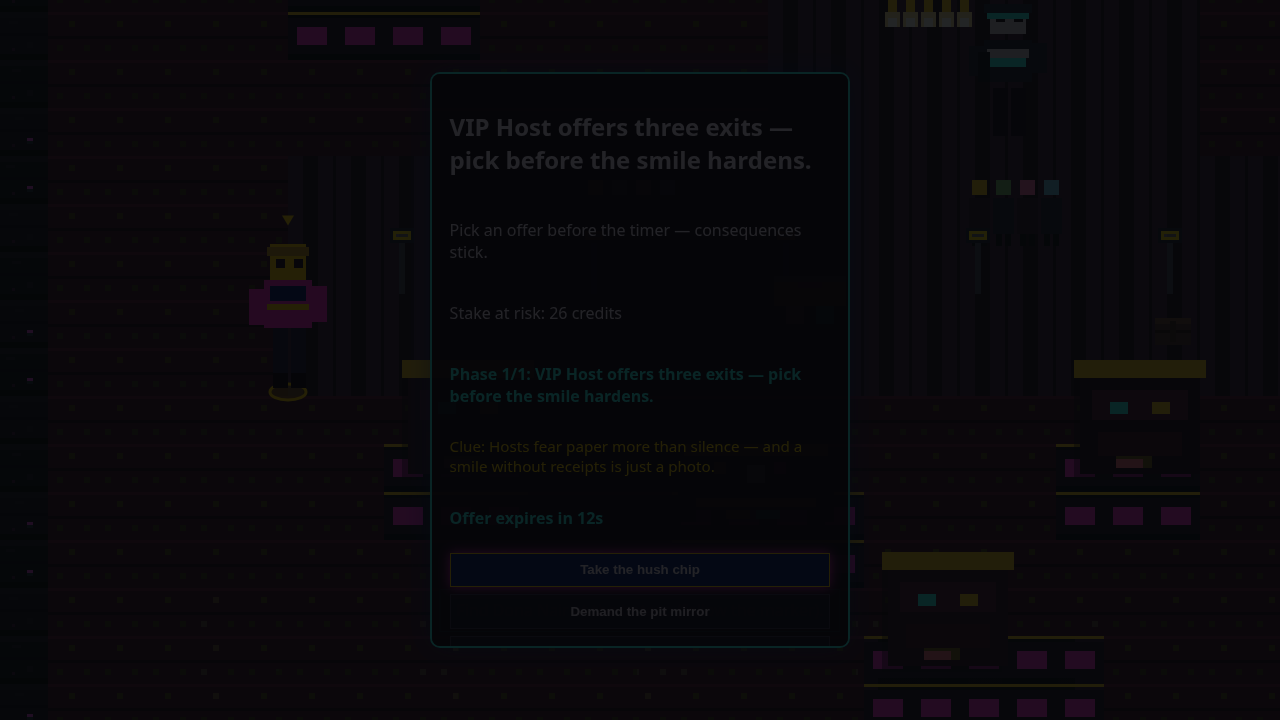 VIP Host offers three exits —
pick before the smile hardens.
Pick an offer before the timer — consequences
stick.
Stake at risk: 26 credits
Phase 1/1: VIP Host offers three exits — pick
before the smile hardens.
Clue: Hosts fear paper more than silence — and a
smile without receipts is just a photo.
Offer expires in 12s
Take the hush chip
Demand the pit mirror